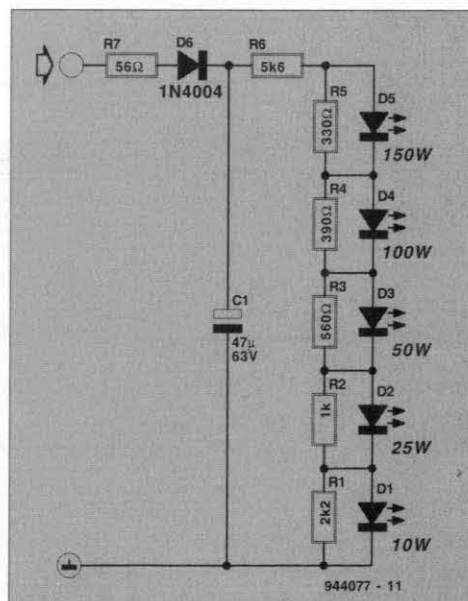 R7
56Ω
D6
1N4004
R6
5k6
R5
330Ω
D5
150W
R4
390Ω
D4
100W
C1
47µ
63V
R3
560Ω
D3
50W
R2
1k
D2
25W
R1
2k2
D1
10W
944077 - 11